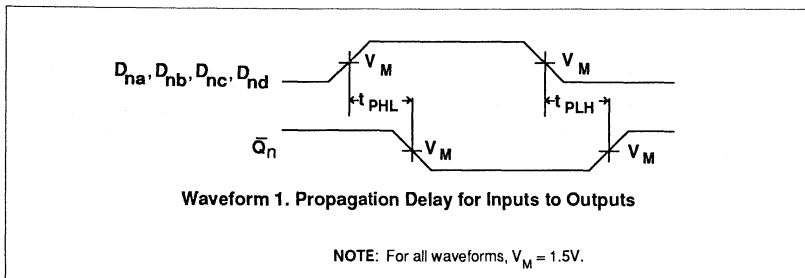 Dna, Dnb, Dnc, Dnd
VM
VM
tPHL
tPLH
Q̄n
VM
VM
Waveform 1. Propagation Delay for Inputs to Outputs
NOTE: For all waveforms, VM = 1.5V.